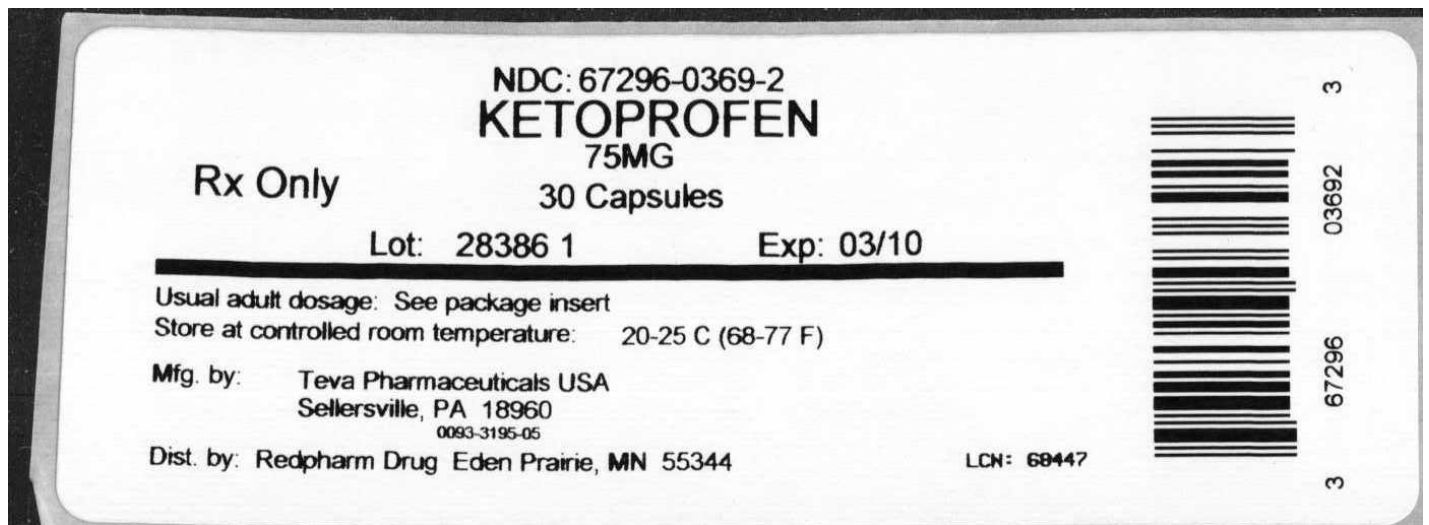 NDC: 67296-0369-2
KETOPROFEN
75MG
Rx Only
30 Capsules
Lot: 28386 1 Exp: 03/10
Usual adult dosage: See package insert
Store at controlled room temperature: 20-25 C (68-77 F)
Mfg. by: Teva Pharmaceuticals USA
Sellersville, PA 18960
0093-3195-05
Dist. by: Redpharm Drug Eden Prairie, MN 55344
LCN: 60447
3 67296 03692 3